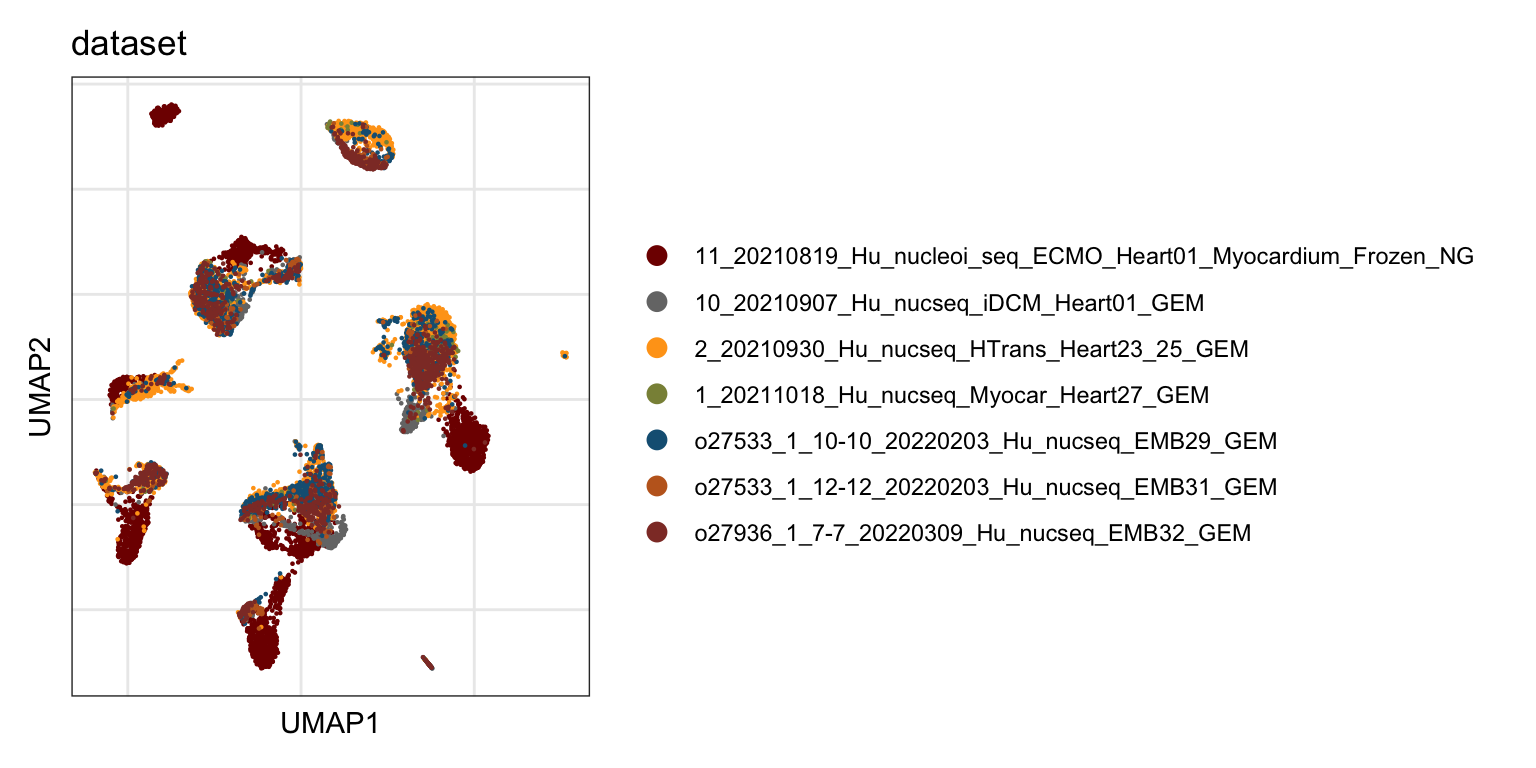 dataset
11_20210819_Hu_nucleoi_seq_ECMO_Heart01_Myocardium_Frozen_NG
10_20210907_Hu_nucseq_iDCM_Heart01_GEM
2_20210930_Hu_nucseq_HTrans_Heart23_25_GEM
1_20211018_Hu_nucseq_Myocar_Heart27_GEM
o27533_1_10-10_20220203_Hu_nucseq_EMB29_GEM
o27533_1_12-12_20220203_Hu_nucseq_EMB31_GEM
o27936_1_7-7_20220309_Hu_nucseq_EMB32_GEM
UMAP2
UMAP1